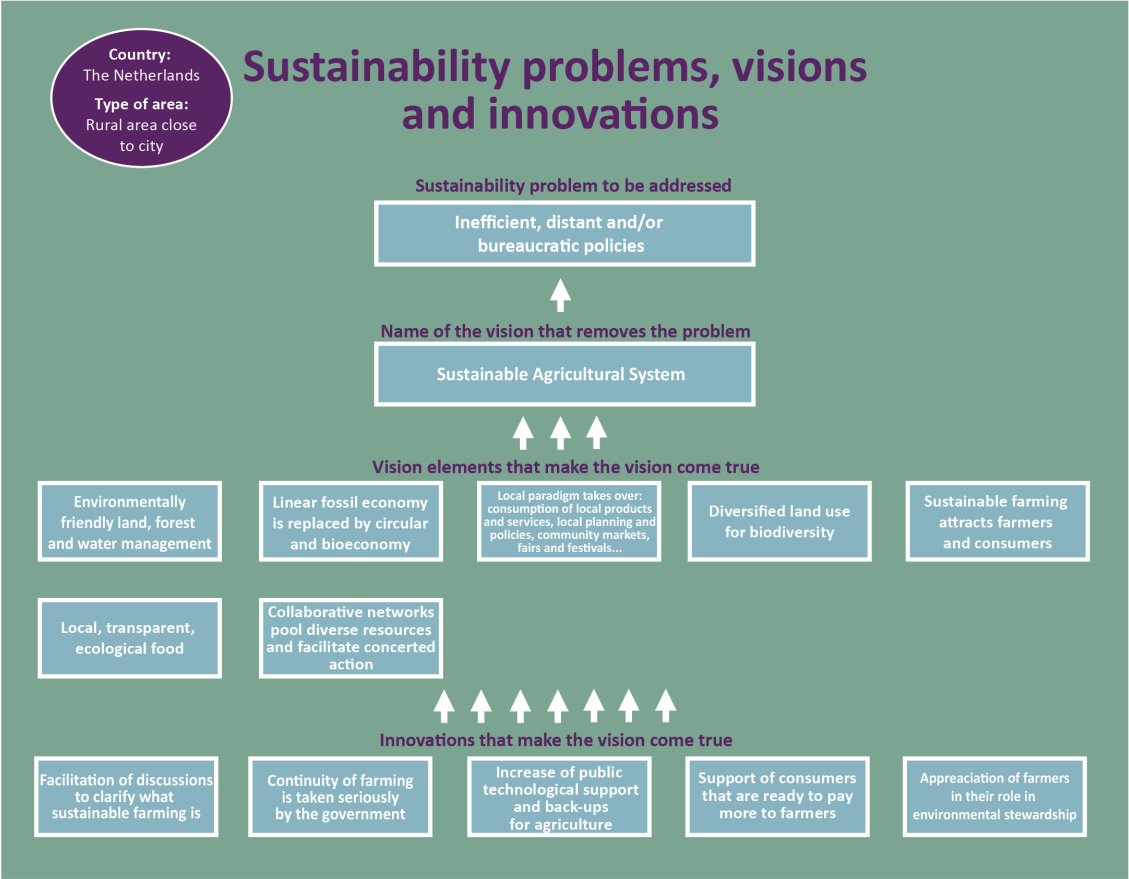 Country:
The Netherlands
Type of area:
Rural area close
to city
Sustainability problems, visions
and innovations
Sustainability problem to be addressed
Inefficient, distant and/or
bureaucratic policies
Name of the vision that removes the problem
Sustainable Agricultural System
Vision elements that make the vision come true
Environmentally
friendly land, forest
and water management
Linear fossil economy
is replaced by circular
and bioeconomy
Local paradigm takes over:
consumption of local products
and services, local planning and
policies, community markets,
fairs and festivals...
Diversified land use
for biodiversity
Sustainable farming
attracts farmers
and consumers
Local, transparent,
ecological food
Collaborative networks
pool diverse resources
and facilitate concerted
action
Innovations that make the vision come true
Facilitation of discussions
to clarify what
sustainable farming is
Continuity of farming
is taken seriously
by the government
Increase of public
technological support
and back-ups
for agriculture
Support of consumers
that are ready to pay
more to farmers
Appreaciation of farmers
in their role in
environmental stewardship